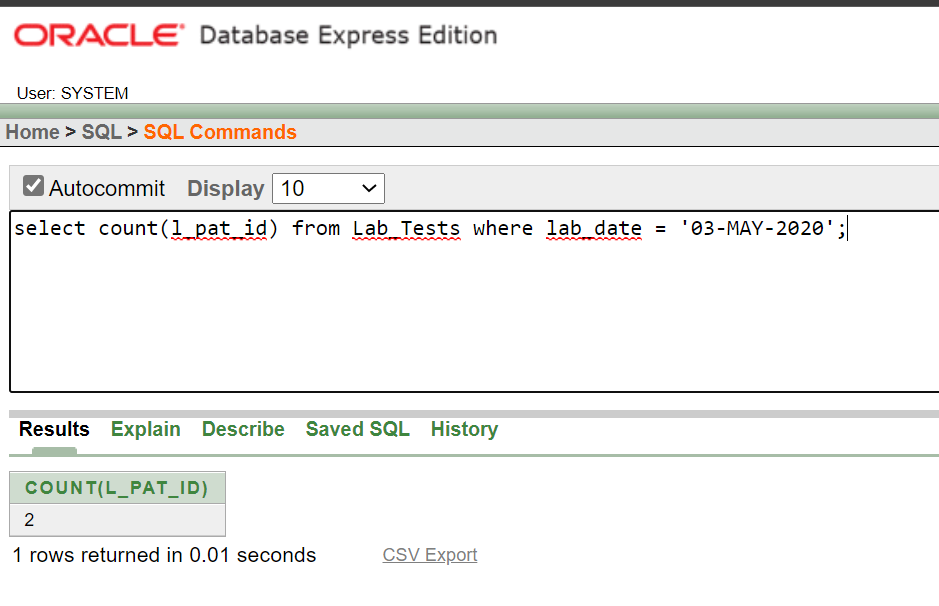 ORACLE Database Express Edition
User: SYSTEM
Home > SQL > SQL Commands
Autocommit Display 10
select count(l_pat_id) from Lab_Tests where lab_date = '03-MAY-2020';
Results Explain Describe Saved SQL History
COUNT(L_PAT_ID)
2
1 rows returned in 0.01 seconds CSV Export